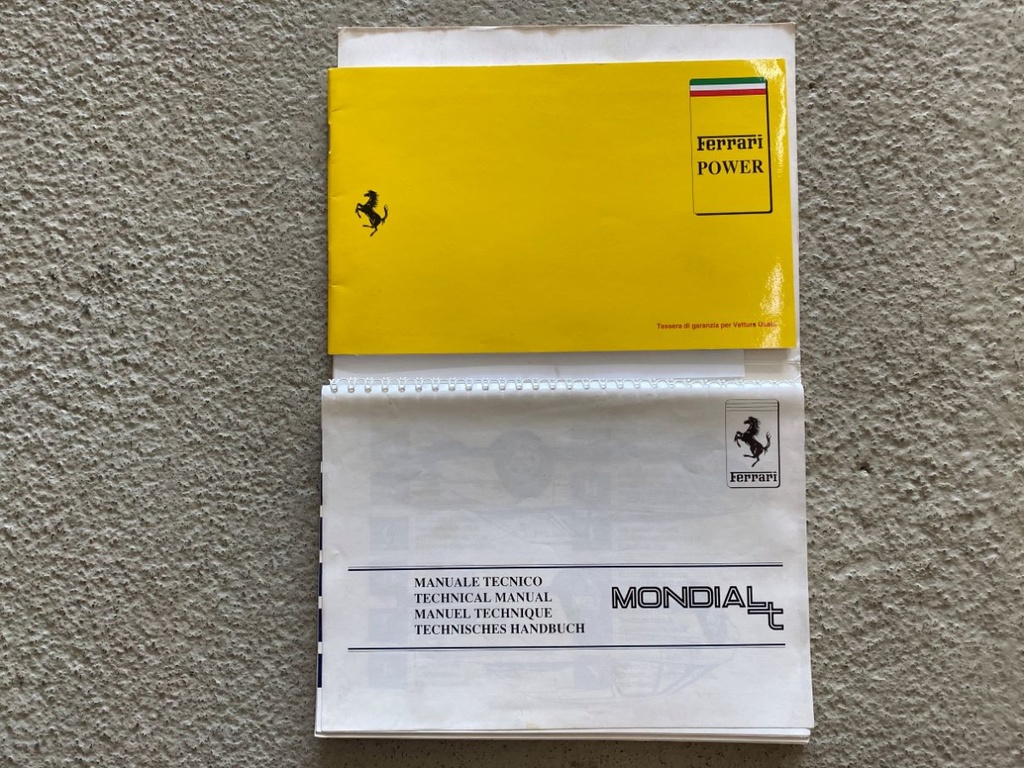 Ferrari
POWER
Tessera di garanzia per Vetture Usate
Ferrari
MANUALE TECNICO
TECHNICAL MANUAL
MANUEL TECHNIQUE
TECHNISCHES HANDBUCH
MONDIAL t